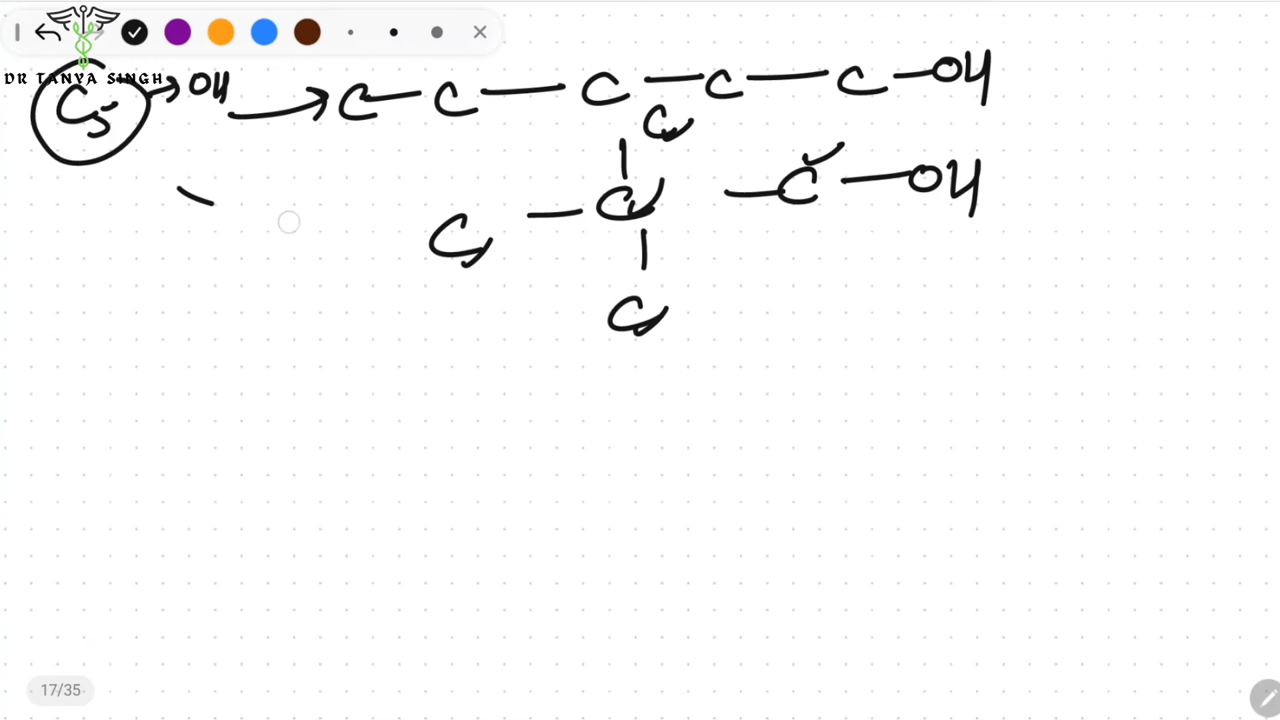 DR TANYA SINGH
C5 → OH → C — C — C — C — C — OH
C
C — C — C — OH
C
17/35